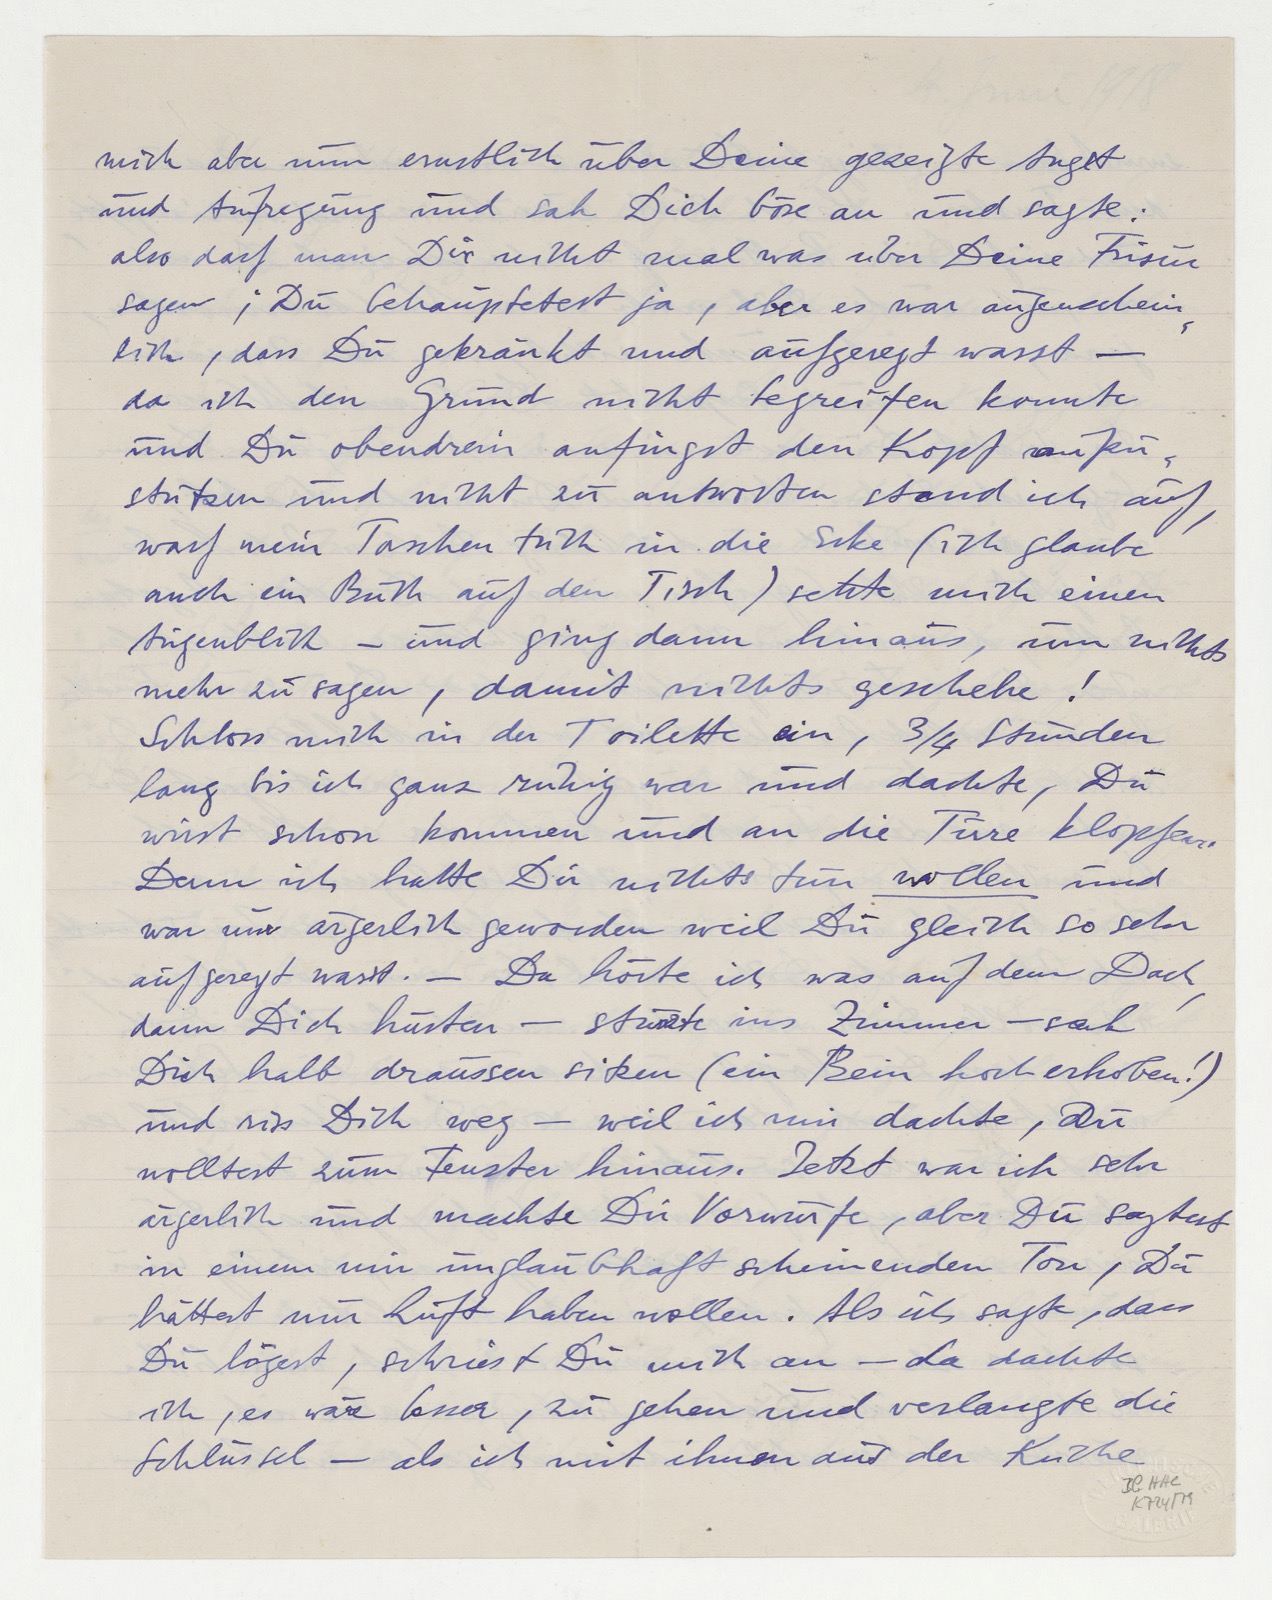 mich aber nun ernstlich über Deine gezeigte Angst
und Aufregung und sah Dich böse an und sagte:
also darf man Dir nicht mal was über Deine Frisur
sagen; Du behauptetest ja, aber es war augenschein-
lich, dass Du gekränkt und aufgeregt warst —
da ich den Grund nicht begreifen konnte
und Du obendrein anfingst den Kopf aufzu-
stützen und nicht zu antworten stand ich auf,
warf mein Taschentuch in die Ecke (ich glaube
auch ein Buch auf den Tisch) setzte mich einen
Augenblick — und ging dann hinaus, um nichts
mehr zu sagen, damit nichts geschehe!
Schloss mich in der Toilette ein, 3/4 Stunden
lang bis ich ganz ruhig war und dachte, Du
wirst schon kommen und an die Türe klopfen.
Denn ich hatte Dir nichts tun wollen und
war nur ärgerlich geworden weil Du gleich so sehr
aufgeregt warst. — Da hörte ich was auf dem Dach,
dann Dich husten — stürzte ins Zimmer — sah
Dich halb draussen sitzen (ein Bein hoch erhoben!)
und riss Dich weg — weil ich mir dachte, Du
wolltest zum Fenster hinaus. Jetzt war ich sehr
ärgerlich und machte Dir Vorwürfe, aber Du sagtest
in einem mir unglaubhaft scheinenden Ton, Du
hättest nur Luft haben wollen. Als ich sagte, dass
Du lögest, schriest Du mich an — da dachte
ich, es wäre besser, zu gehen und verlangte die
Schlüssel — als ich mit ihnen aus der Küche
BG HHC
K724/79